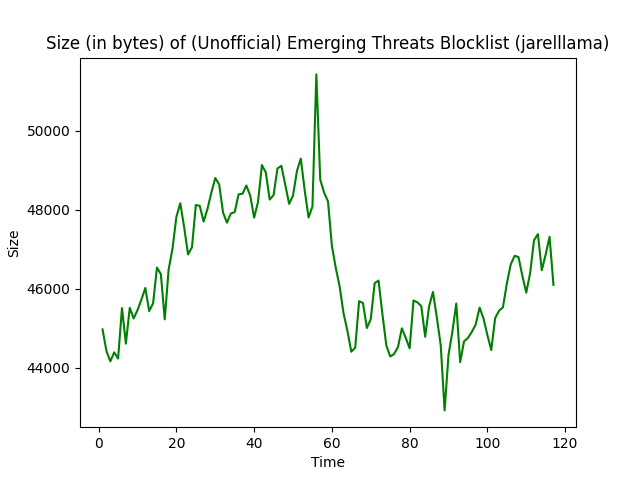 Size (in bytes) of (Unofficial) Emerging Threats Blocklist (jarelllama)
50000
48000
46000
44000
Size
0 20 40 60 80 100 120
Time